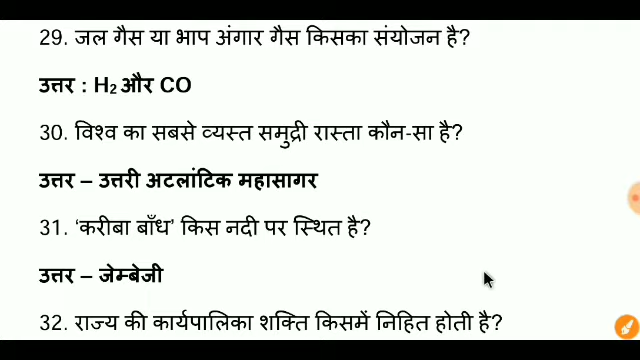 29. जल गैस या भाप अंगार गैस किसका संयोजन है?
उत्तर : H₂ और CO
30. विश्व का सबसे व्यस्त समुद्री रास्ता कौन-सा है?
उत्तर – उत्तरी अटलांटिक महासागर
31. ‘करीबा बाँध’ किस नदी पर स्थित है?
उत्तर – जेम्बेजी
32. राज्य की कार्यपालिका शक्ति किसमें निहित होती है?